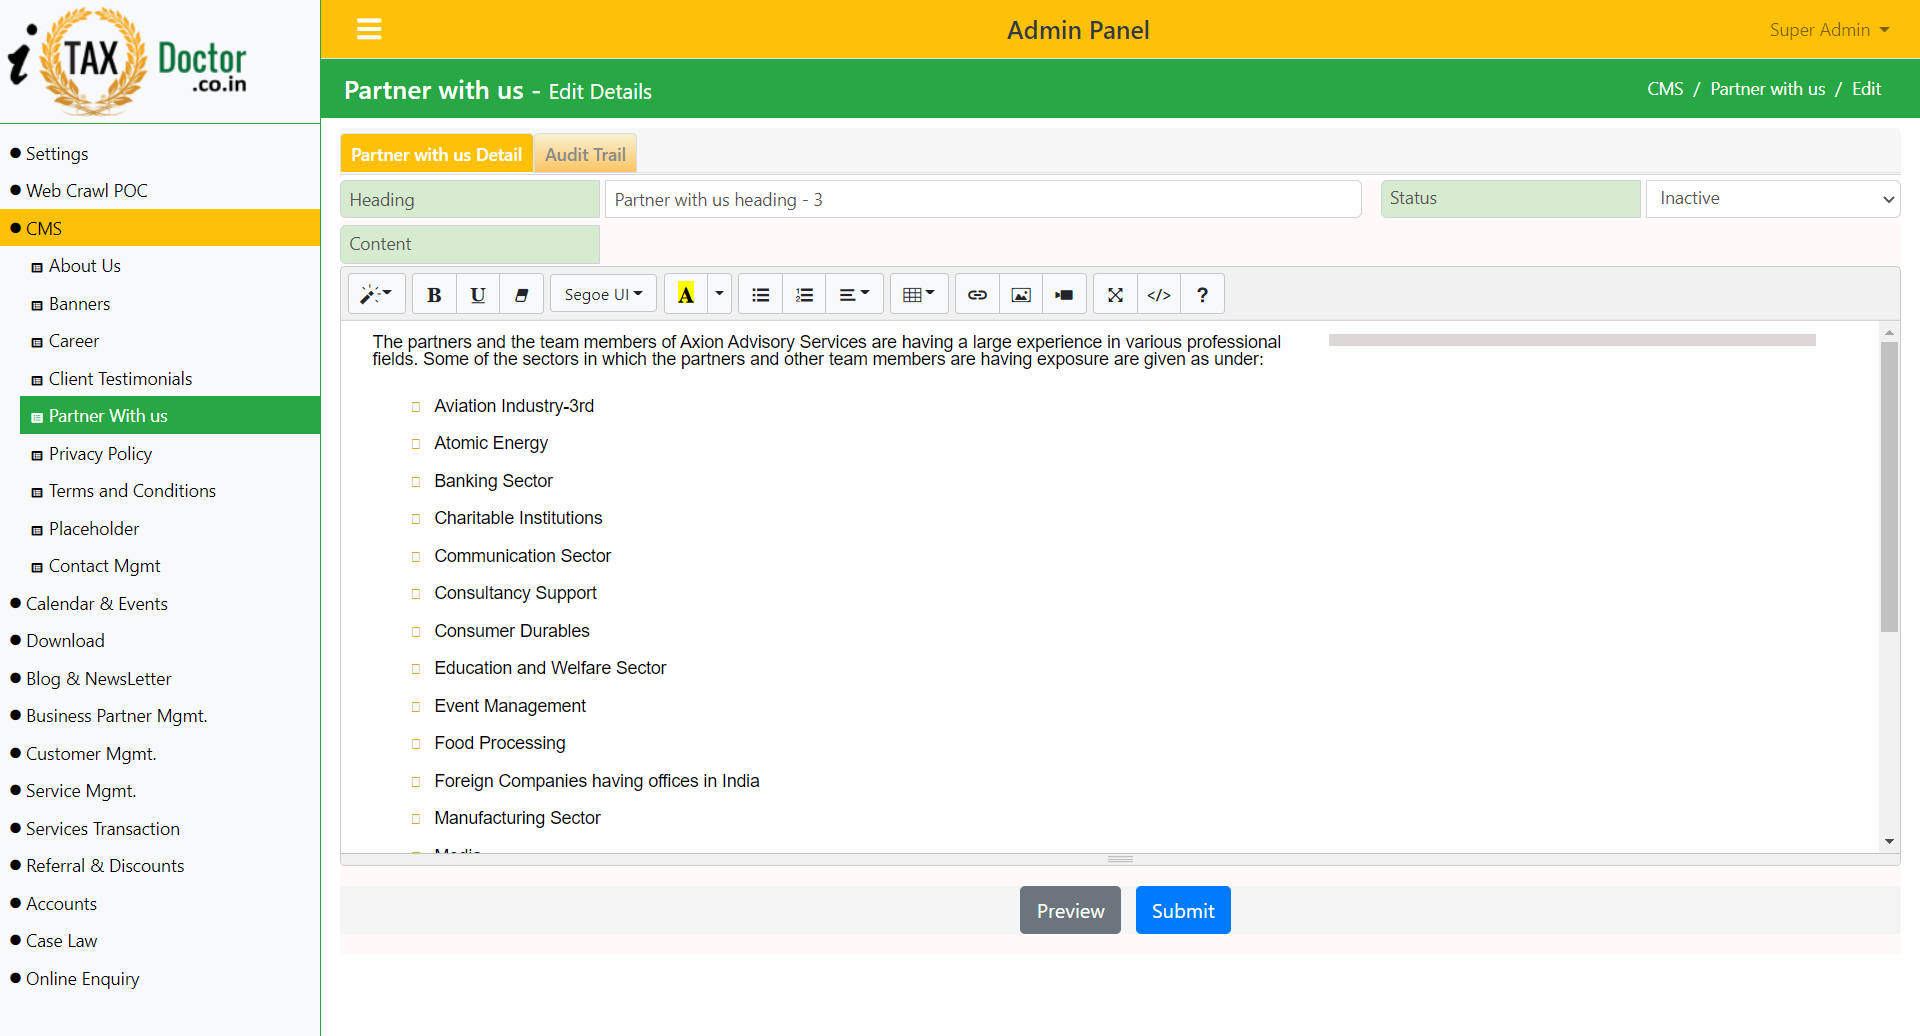 i TAX Doctor
.co.in
Admin Panel
Super Admin
Partner with us - Edit Details
CMS / Partner with us / Edit
Settings
Web Crawl POC
CMS
About Us
Banners
Career
Client Testimonials
Partner With us
Privacy Policy
Terms and Conditions
Placeholder
Contact Mgmt
Calendar & Events
Download
Blog & NewsLetter
Business Partner Mgmt.
Customer Mgmt.
Service Mgmt.
Services Transaction
Referral & Discounts
Accounts
Case Law
Online Enquiry
Partner with us Detail
Audit Trail
Heading
Partner with us heading - 3
Status
Inactive
Content
B U Segoe UI A </> ?
The partners and the team members of Axion Advisory Services are having a large experience in various professional
fields. Some of the sectors in which the partners and other team members are having exposure are given as under:
Aviation Industry-3rd
Atomic Energy
Banking Sector
Charitable Institutions
Communication Sector
Consultancy Support
Consumer Durables
Education and Welfare Sector
Event Management
Food Processing
Foreign Companies having offices in India
Manufacturing Sector
Preview
Submit